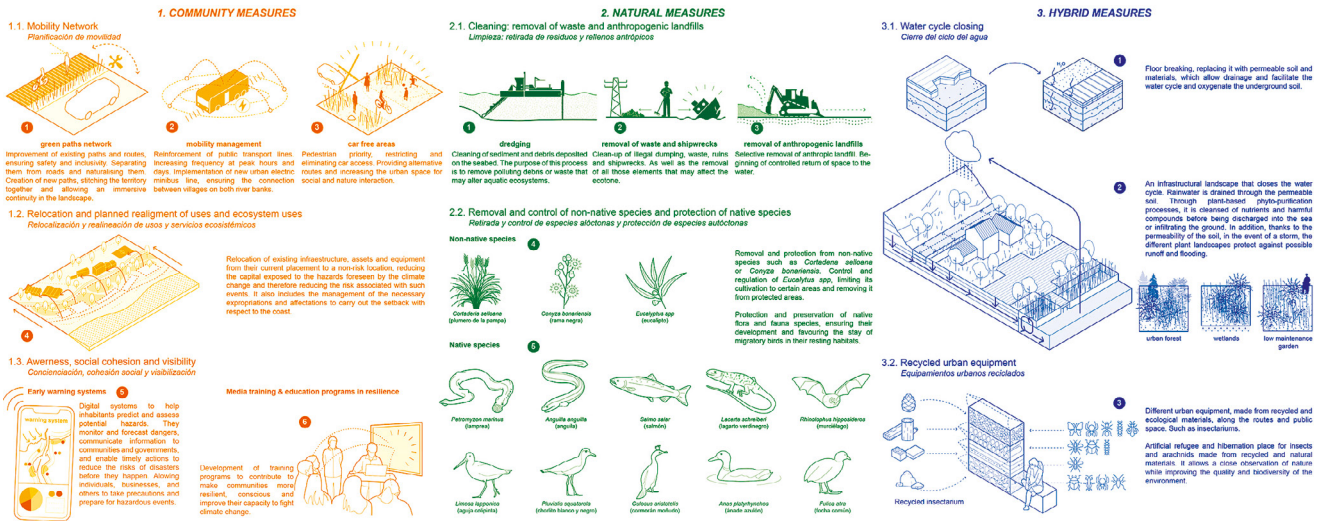 1. COMMUNITY MEASURES
1.1. Mobility Network
Planificación de movilidad
1
green paths network
Improvement of existing paths and routes,
ensuring safety and inclusivity. Separating
them from roads and naturalising them.
Creation of new paths, stitching the territory
together and allowing an immersive
continuity in the landscape.
2
mobility management
Reinforcement of public transport lines.
Increasing frequency at peak hours and
days. Implementation of new urban electric
minibus line, ensuring the connection
between villages on both river banks.
3
car free areas
Pedestrian priority, restricting and
eliminating car access. Providing alternative
routes and increasing the urban space for
social and nature interaction.
1.2. Relocation and planned realigment of uses and ecosystem uses
Relocalización y realineación de usos y servicios ecosistémicos
4
Relocation of existing infraestructure, assets and equipment
from their current placement to a non-risk location, reducing
the capital exposed to the hazards foreseen by the climate
change and therefore reducing the risk associated with such
events. It also includes the management of the necessary
expropriations and affectations to carry out the setback with
respect to the coast.
1.3. Awerness, social cohesion and visibility
Concienciación, cohesión social y visibilización
Early warning systems
5
warning system
Digital systems to help
inhabitants predict and assess
potential hazards. They
monitor and forecast dangers,
communicate information to
communities and governments,
and enable timely actions to
reduce the risks of disasters
before they happen. Alowing
individuals, businesses, and
others to take precautions and
prepare for hazardous events.
Media training & education programs in resilience
6
Development of training
programs to contribute to
make communities more
resilient, conscious and
improve their capacity to fight
climate change.
2. NATURAL MEASURES
2.1. Cleaning: removal of waste and anthropogenic landfills
Limpieza: retirada de residuos y rellenos antrópicos
1
dredging
Cleaning of sediment and debris deposited
on the seabed. The purpose of this process
is to remove polluting debris or waste that
may alter aquatic ecosystems.
2
removal of waste and shipwrecks
Clean-up of illegal dumping, waste, ruins
and shipwrecks. As well as the removal
of all those elements that may affect the
ecotone.
3
removal of anthropogenic landfills
Selective removal of antropic landfill. Be-
ginning of controlled return of space to the
water.
2.2. Removal and control of non-native species and protection of native species
Retirada y control de especies alóctonas y protección de especies autóctonas
Non-native species
4
Cortaderia selloana
(plumero de la pampa)
Conyza bonariensis
(rama negra)
Eucalyptus spp
(eucalipto)
Removal and protection from non-native
species such as Cortadena selloana
or Conyza bonariensis. Control and
regulation of Eucalytus spp, limiting its
cultivation to certain areas and removing it
from protected areas.
Protection and preservation of native
flora and fauna species, ensuring their
development and favouring the stay of
migratory birds in their resting habitats.
Native species
5
Petromyzon marinus
(lamprea)
Anguilla anguilla
(anguila)
Salmo salar
(salmón)
Lacerta schreiberi
(lagarto verdinegro)
Rhinolophus hipposideros
(murciélago)
Limosa lapponica
(aguja colipinta)
Pluvialis squatarola
(chorlito blanco y negro)
Gulosus aristotelis
(cormorán moñudo)
Anas platyrhynchos
(ánade azulón)
Fulica atra
(focha común)
3. HYBRID MEASURES
3.1. Water cycle closing
Cierre del ciclo del agua
H₂O
1
Floor breaking, replacing it with permeable soil and
materials, which allow drainage and facilitate the
water cycle and oxygenate the underground soil.
2
An infrastructural landscape that closes the water
cycle. Rainwater is drained through the permeable
soil. Through plant-based phyto-purification
processes, it is cleansed of nutrients and harmful
compounds before being discharged into the sea
or infiltrating the ground. In addition, thanks to the
permeability of the soil, in the event of a storm, the
different plant landscapes protect against possible
runoff and flooding.
urban forest
wetlands
low maintenance
garden
3.2. Recycled urban equipment
Equipamientos urbanos reciclados
Recycled insectarium
3
Different urban equipment, made from recycled and
ecological materials, along the routes and public
space. Such as insectariums.
Artificial refugee and hibernation place for insects
and arachnids made from recycled and natural
materials. It allows a close observation of nature
while improving the quality and biodiversity of the
environment.